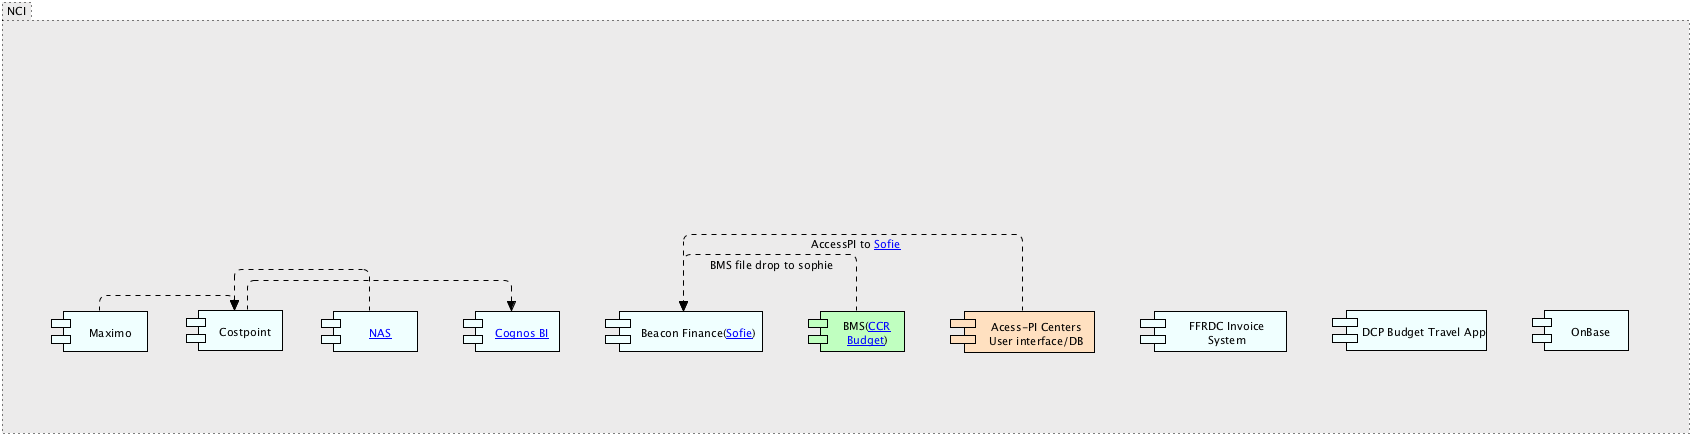 NCI
AccessPI to Sofie
BMS file drop to sophie
Maximo
Costpoint
NAS
Cognos BI
Beacon Finance(Sofie)
BMS(CCR
Budget)
Acess-PI Centers
User interface/DB
FFRDC Invoice
System
DCP Budget Travel App
OnBase